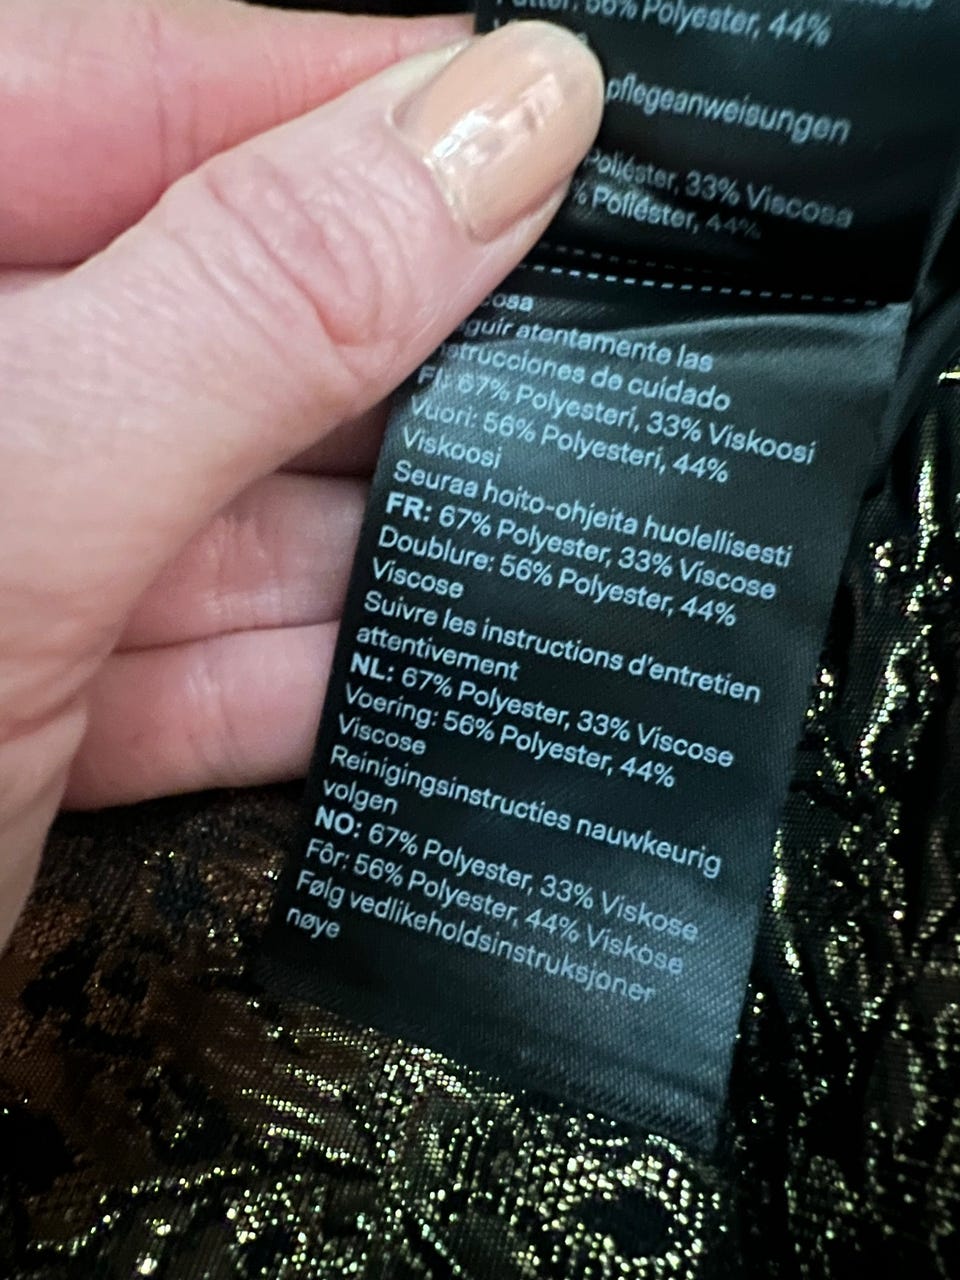 56% Polyester, 44%
pflegeanweisungen
Poliéster, 33% Viscosa
% Poliéster, 44%
atentamente las
instrucciones de cuidado
FI: 67% Polyesteri, 33% Viskoosi
Vuori: 56% Polyesteri, 44%
Viskoosi
Seuraa hoito-ohjeita huolellisesti
FR: 67% Polyester, 33% Viscose
Doublure: 56% Polyester, 44%
Viscose
Suivre les instructions d'entretien
attentivement
NL: 67% Polyester, 33% Viscose
Voering: 56% Polyester, 44%
Viscose
Reinigingsinstructies nauwkeurig
volgen
NO: 67% Polyester, 33% Viskose
Fôr: 56% Polyester, 44% Viskose
Følg vedlikeholdsinstruksjoner
nøye